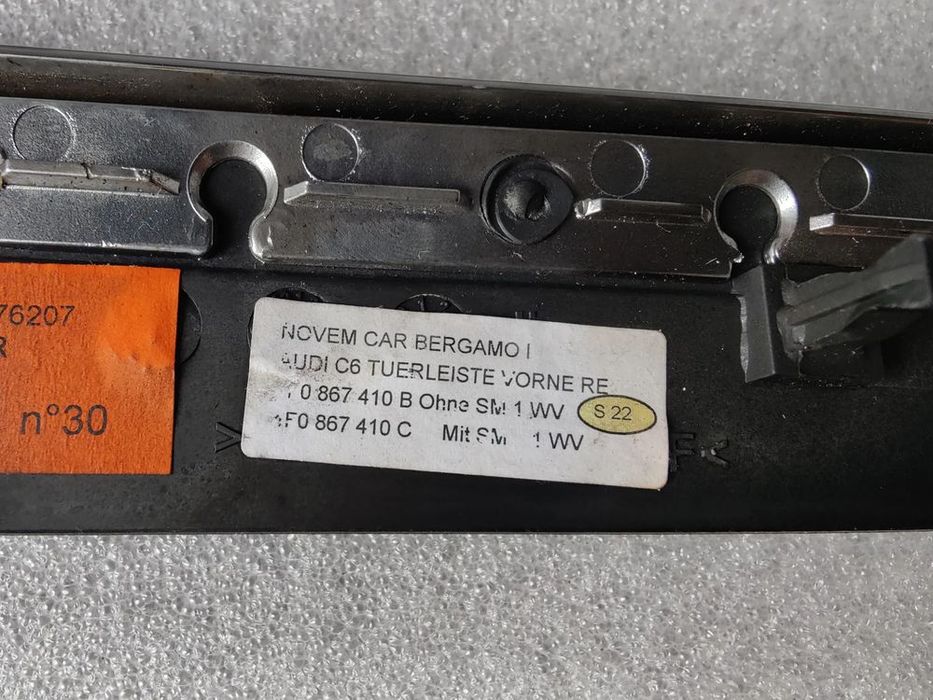 76207
R
n°30
NOVEM CAR BERGAMO I
AUDI C6 TUERLEISTE VORNE RE
F0 867 410 B Ohne SM 1 WV S 22
4F0 867 410 C Mit SM 1 WV